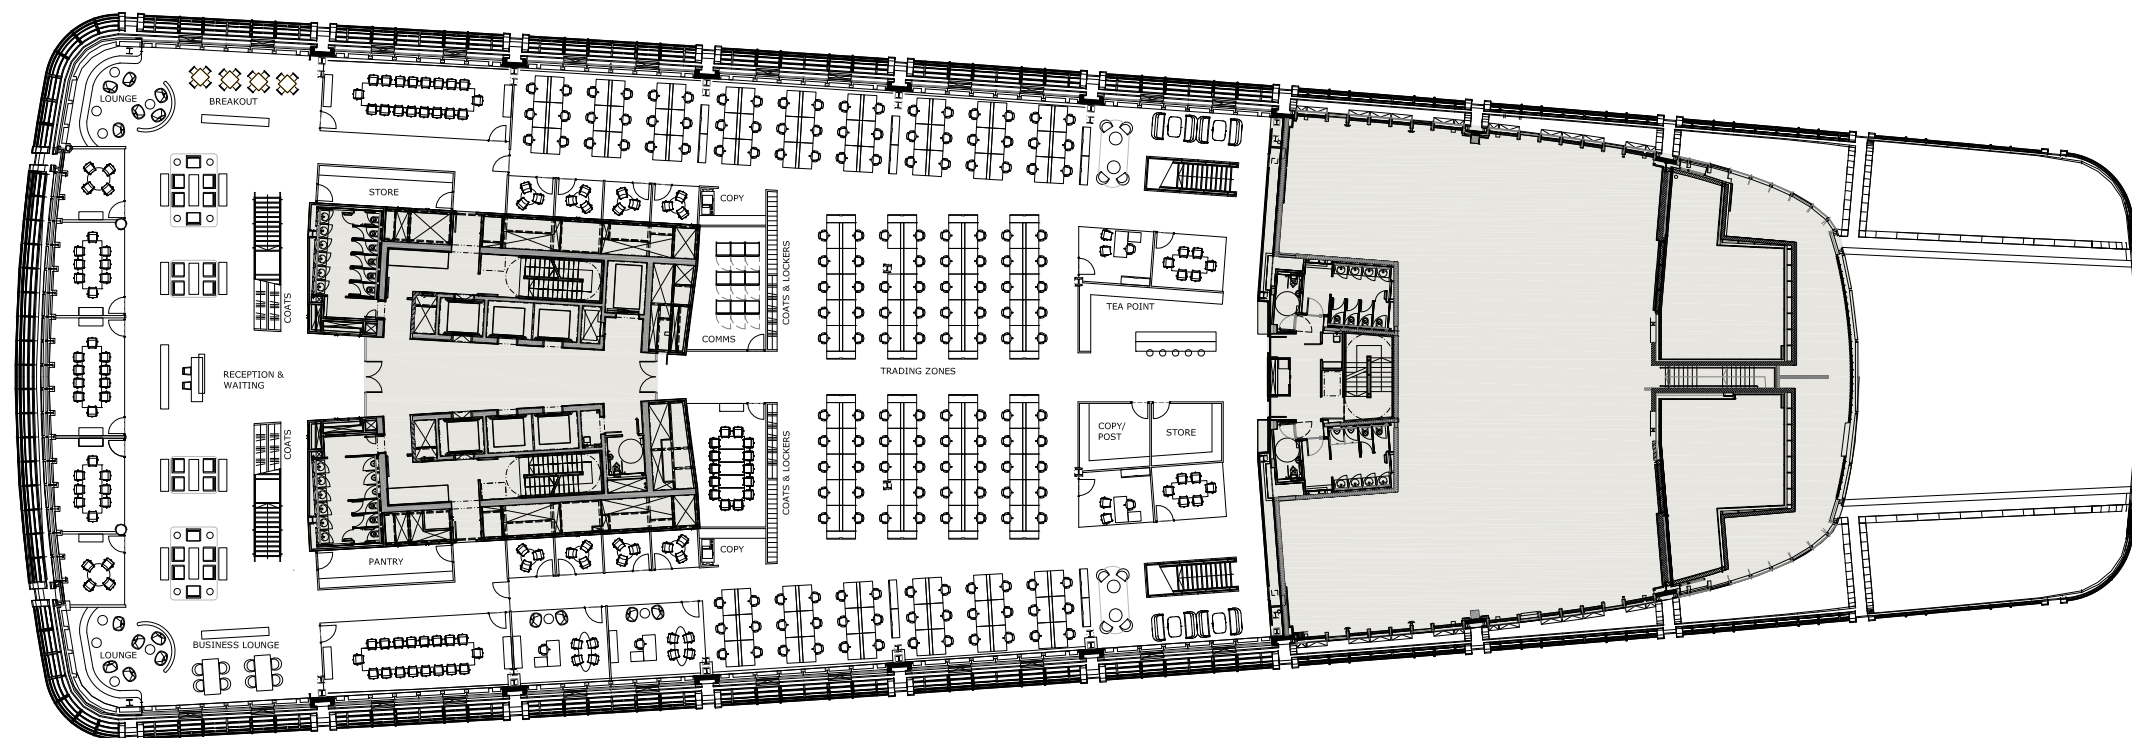 LOUNGE
BREAKOUT
STORE
COPY
COATS
COATS & LOCKERS
COMMS
TEA POINT
RECEPTION &
WAITING
TRADING ZONES
COATS
COATS & LOCKERS
COPY/
POST
STORE
COPY
PANTRY
BUSINESS LOUNGE
LOUNGE